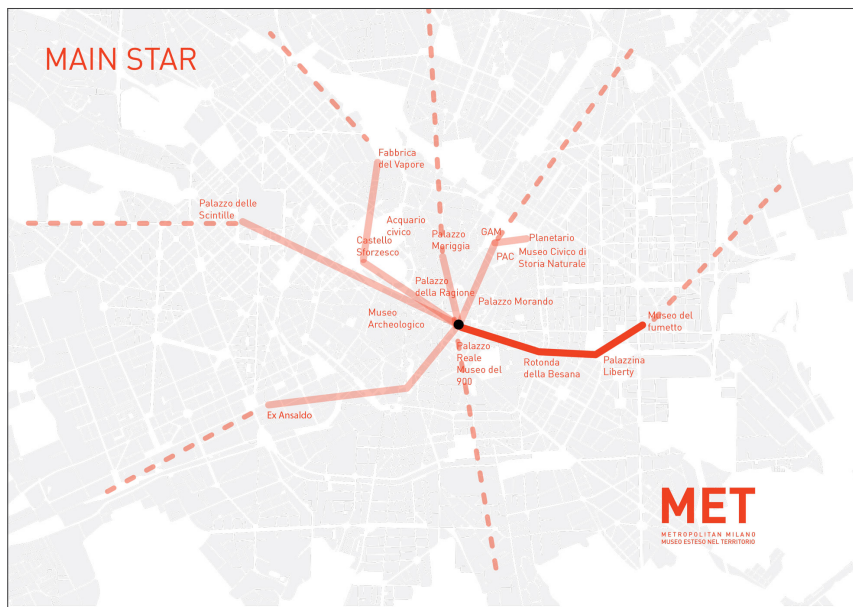 MAIN STAR
Fabbrica
del Vapore
Palazzo delle
Scintille
Acquario
civico
Castello
Sforzesco
Palazzo
Moriggia
GAM
Planetario
PAC
Museo Civico di
Storia Naturale
Palazzo
della Ragione
Palazzo Morando
Museo
Archeologico
Museo del
fumetto
Palazzo
Reale
Museo del
900
Rotonda
della Besana
Palazzina
Liberty
Ex Ansaldo
MET
METROPOLITAN MILANO
MUSEO ESTESO NEL TERRITORIO